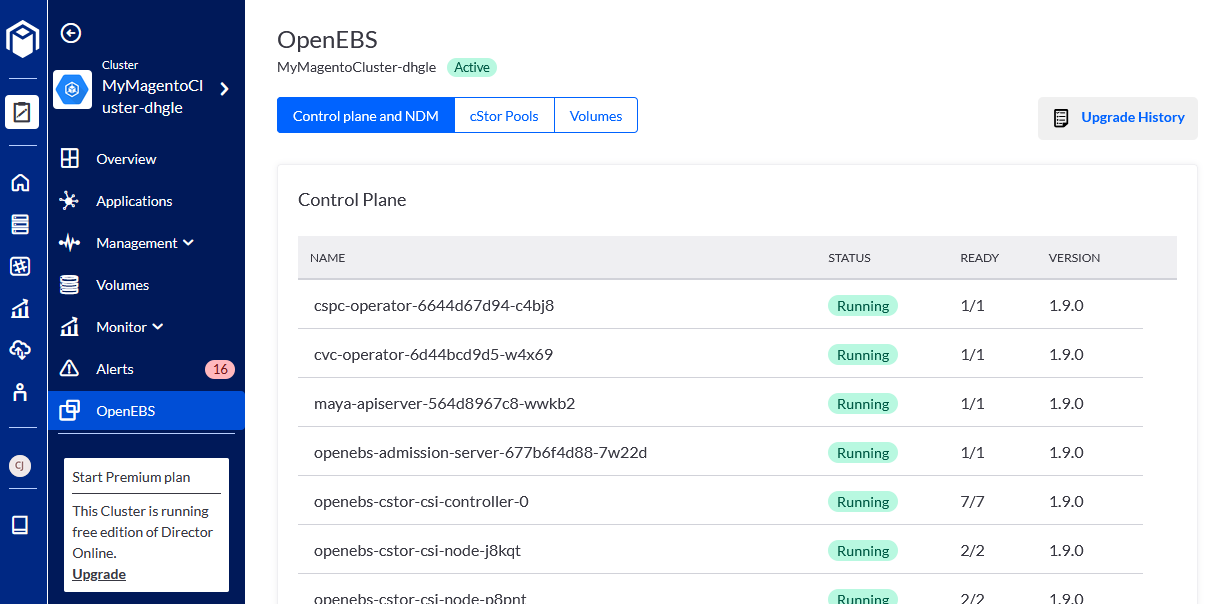 Cluster
MyMagentoCl
uster-dhgle
Overview
Applications
Management
Volumes
Monitor
Alerts 16
OpenEBS
CJ
Start Premium plan
This Cluster is running
free edition of Director
Online.
Upgrade
OpenEBS
MyMagentoCluster-dhgle Active
Control plane and NDM cStor Pools Volumes
Upgrade History
Control Plane
NAME STATUS READY VERSION
cspc-operator-6644d67d94-c4bj8 Running 1/1 1.9.0
cvc-operator-6d44bcd9d5-w4x69 Running 1/1 1.9.0
maya-apiserver-564d8967c8-wwkb2 Running 1/1 1.9.0
openebs-admission-server-677b6f4d88-7w22d Running 1/1 1.9.0
openebs-cstor-csi-controller-0 Running 7/7 1.9.0
openebs-cstor-csi-node-j8kqt Running 2/2 1.9.0
openebs-cstor-csi-node-p8pnt Running 2/2 1.9.0